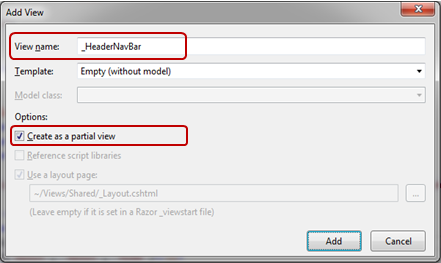 Add View
View name: _HeaderNavBar
Template: Empty (without model)
Model class:
Options:
Create as a partial view
Reference script libraries
Use a layout page:
~/Views/Shared/_Layout.cshtml ...
(Leave empty if it is set in a Razor _viewstart file)
Add Cancel